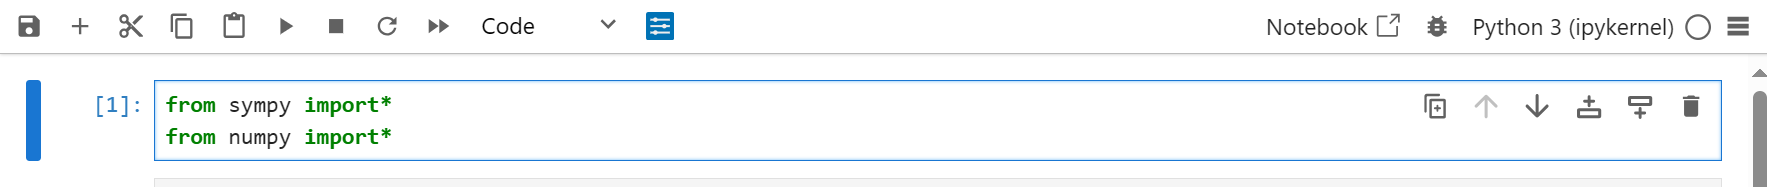 Code
Notebook
Python 3 (ipykernel)
[1]:
from sympy import*
from numpy import*